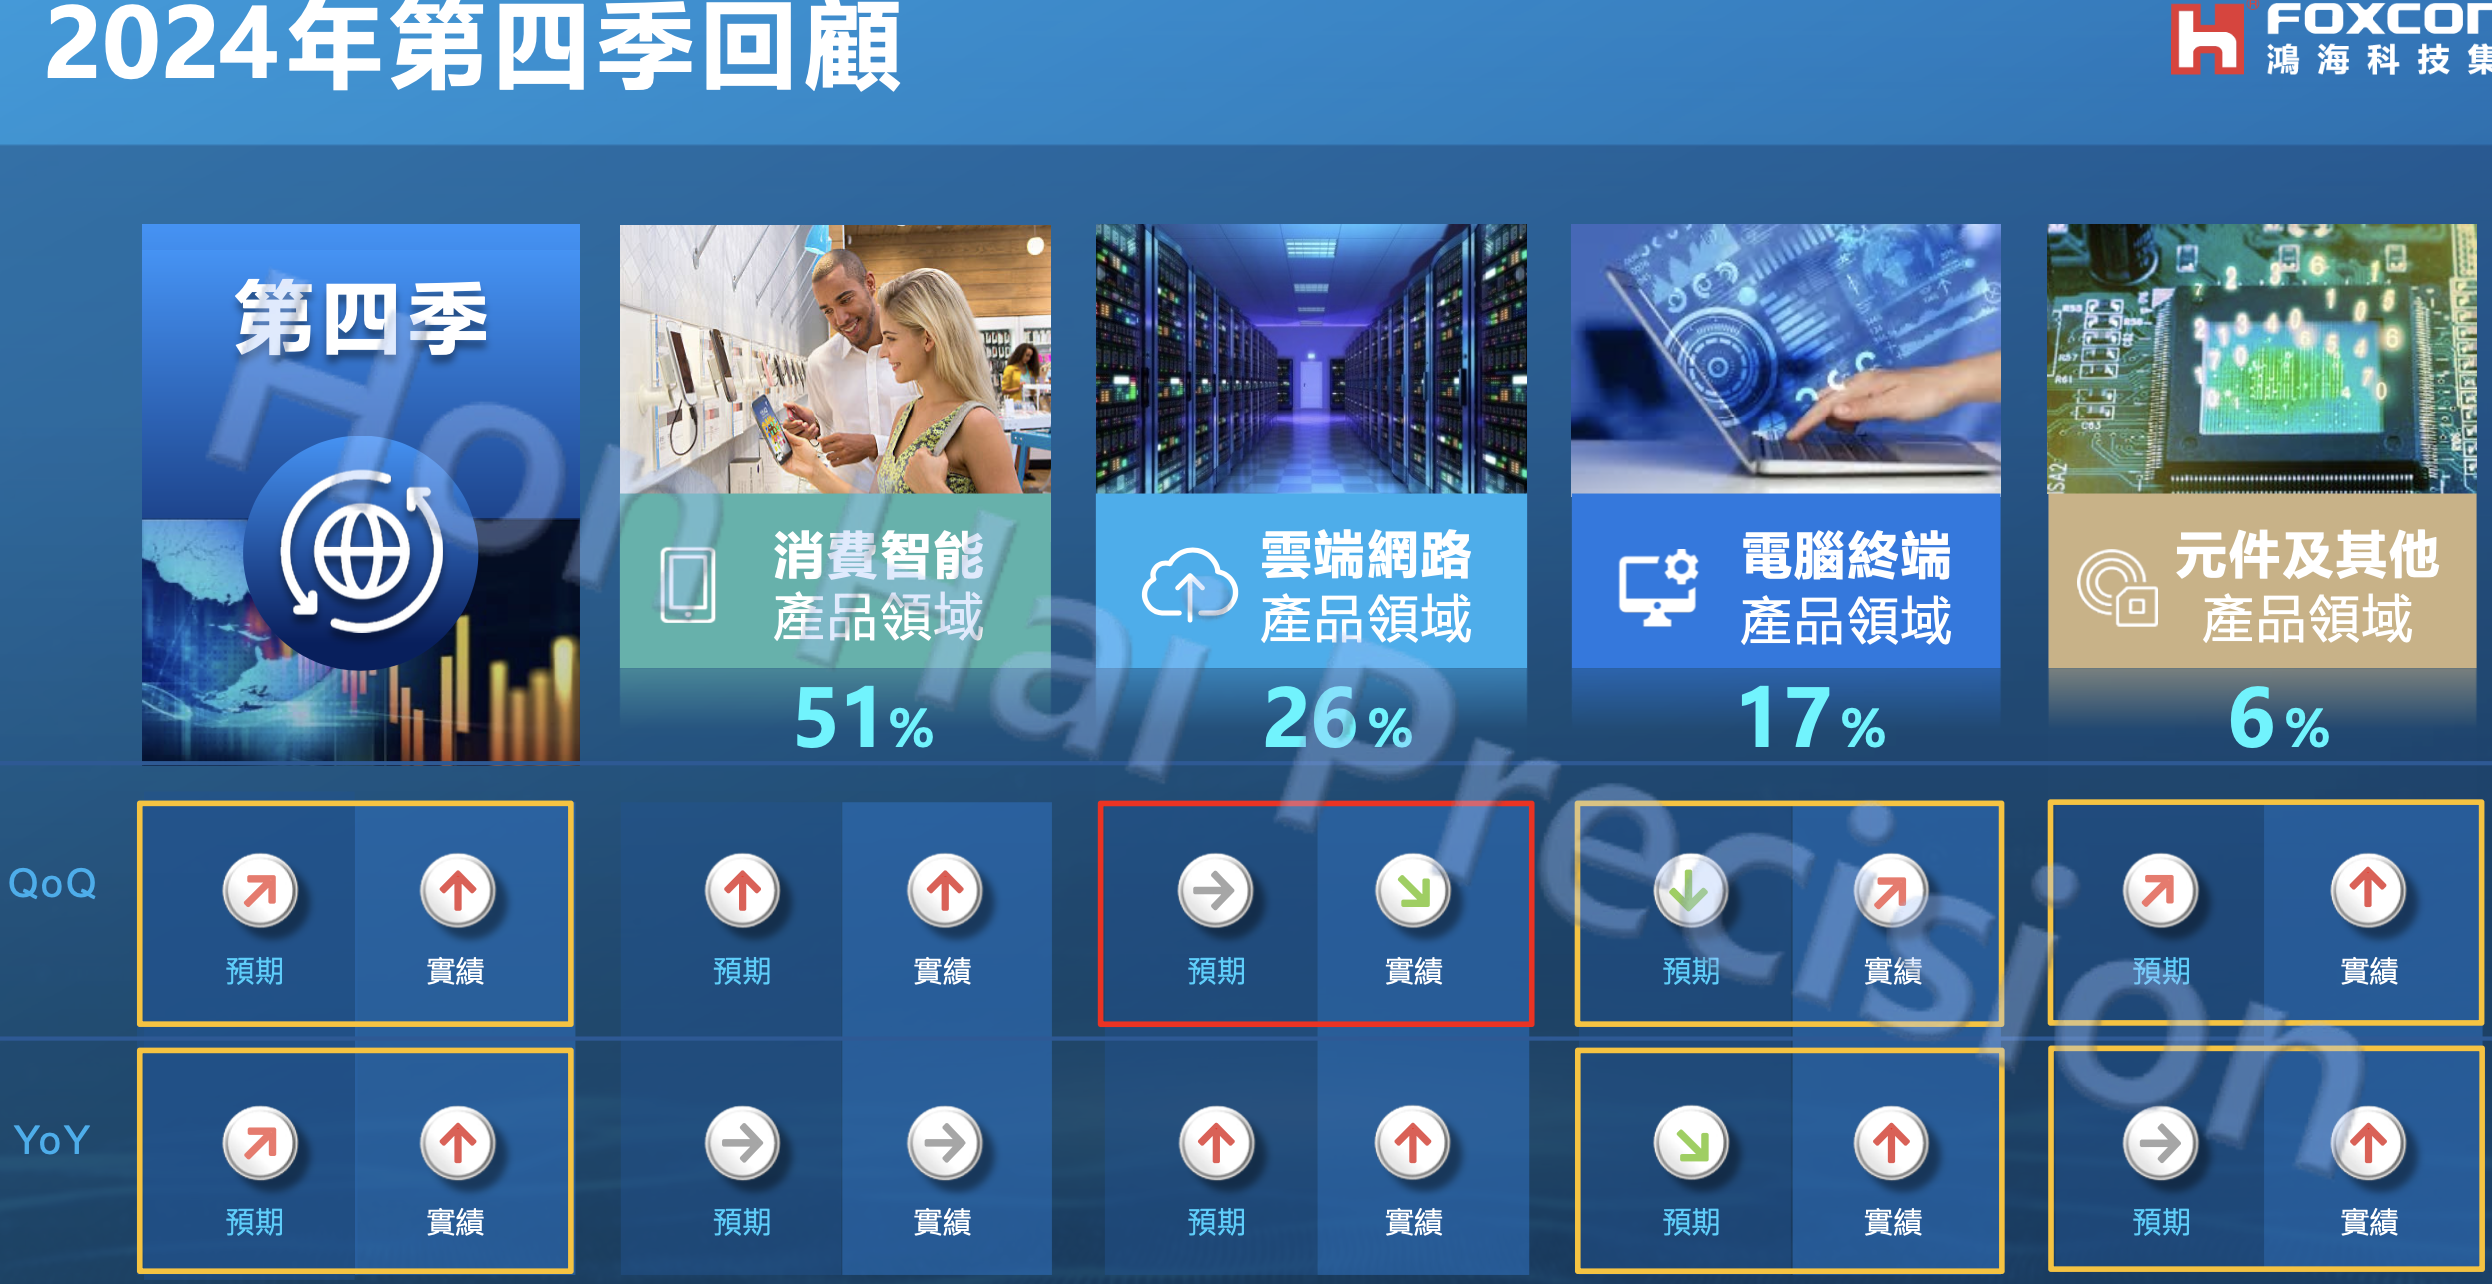 2024年第四季回顧
FOXCON
鴻海科技集
第四季
消費智能
產品領域
51%
雲端網路
產品領域
26%
電腦終端
產品領域
17%
元件及其他
產品領域
6%
Hon Hai Precision
QoQ
預期 實績 預期 實績 預期 實績 預期 實績 預期 實績
YoY
預期 實績 預期 實績 預期 實績 預期 實績 預期 實績